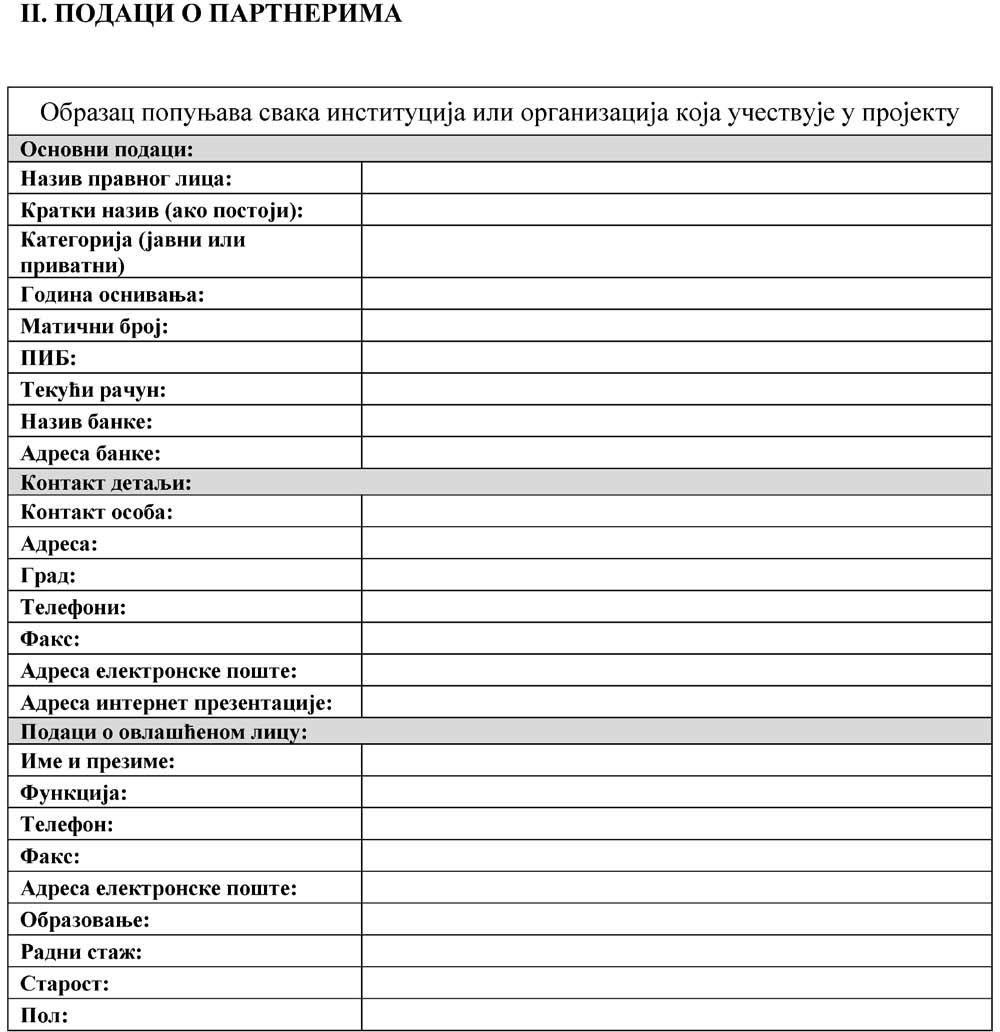 II. ПОДАЦИ О ПАРТНЕРИМА
Образац попуњава свака институција или организација која учествује у пројекту
Основни подаци:
Назив правног лица:
Кратки назив (ако постоји):
Категорија (јавни или
приватни)
Година оснивања:
Матични број:
ПИБ:
Текући рачун:
Назив банке:
Адреса банке:
Контакт детаљи:
Контакт особа:
Адреса:
Град:
Телефони:
Факс:
Адреса електронске поште:
Адреса интернет презентације:
Подаци о овлашћеном лицу:
Име и презиме:
Функција:
Телефон:
Факс:
Адреса електронске поште:
Образовање:
Радни стаж:
Старост:
Пол: